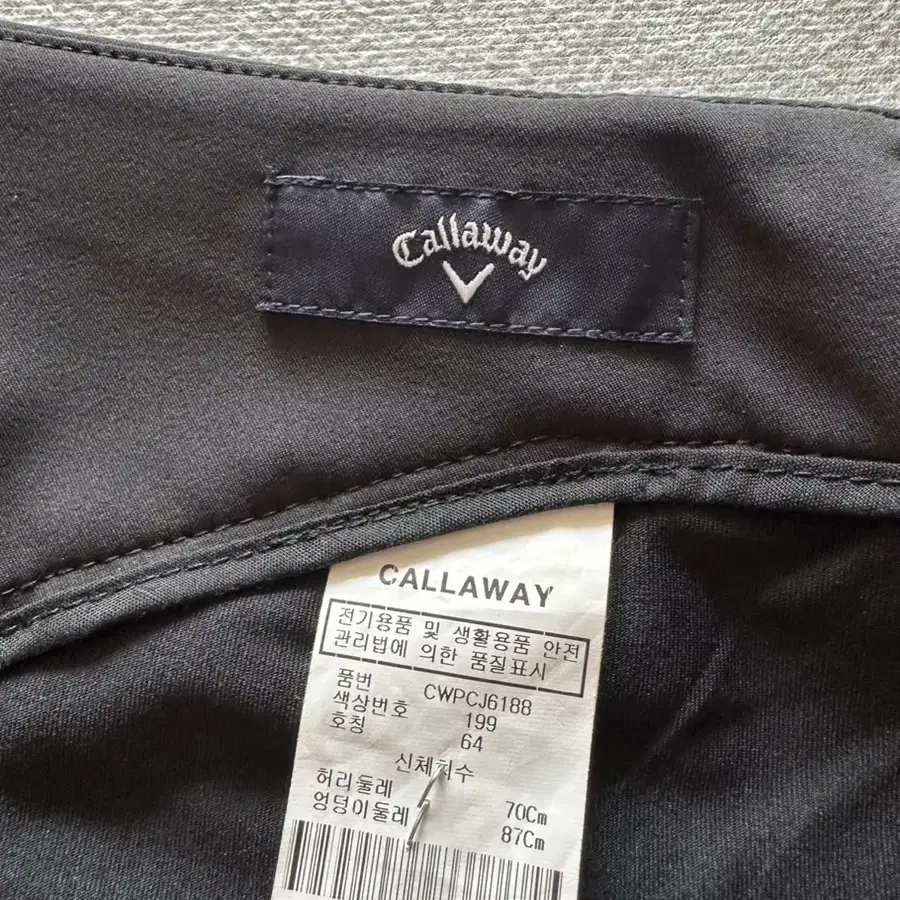 Callaway
CALLAWAY
전기용품 및 생활용품 안전
관리법에 의한 품질표시
품번 CWPCJ6188
색상번호 199
호칭 64
신체치수
허리둘레 70Cm
엉덩이둘레 87Cm